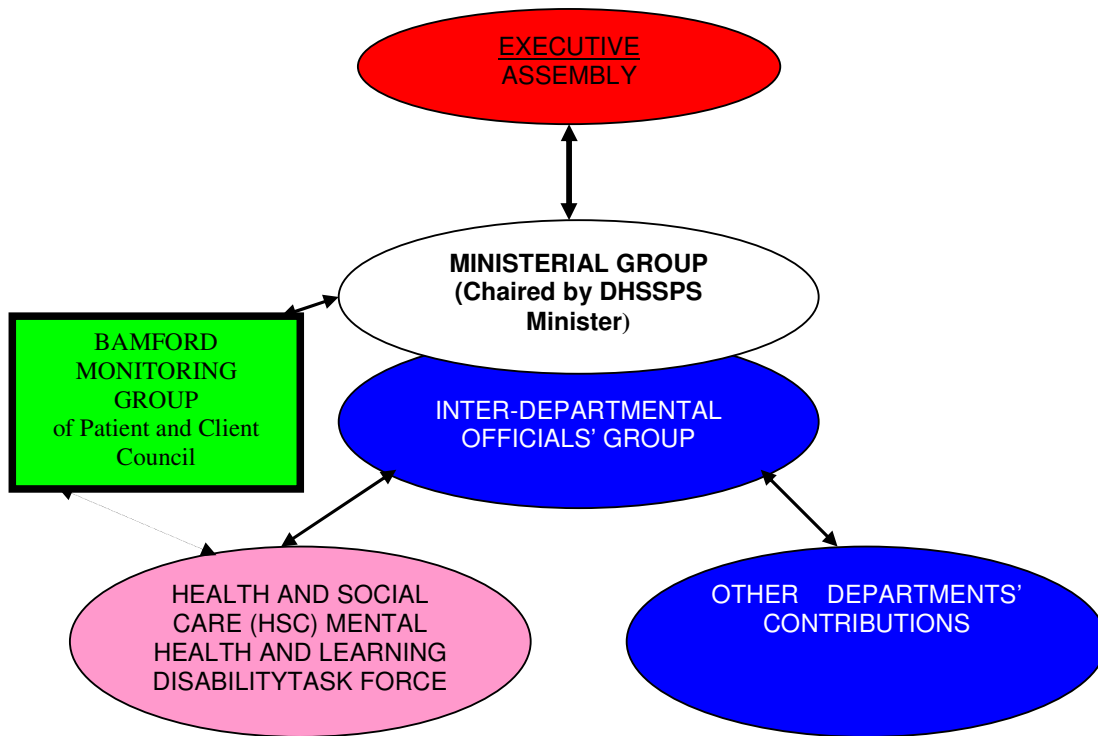 EXECUTIVE
ASSEMBLY
MINISTERIAL GROUP
(Chaired by DHSSPS
Minister)
BAMFORD
MONITORING
GROUP
of Patient and Client
Council
INTER-DEPARTMENTAL
OFFICIALS’ GROUP
HEALTH AND SOCIAL
CARE (HSC) MENTAL
HEALTH AND LEARNING
DISABILITYTASK FORCE
OTHER DEPARTMENTS’
CONTRIBUTIONS